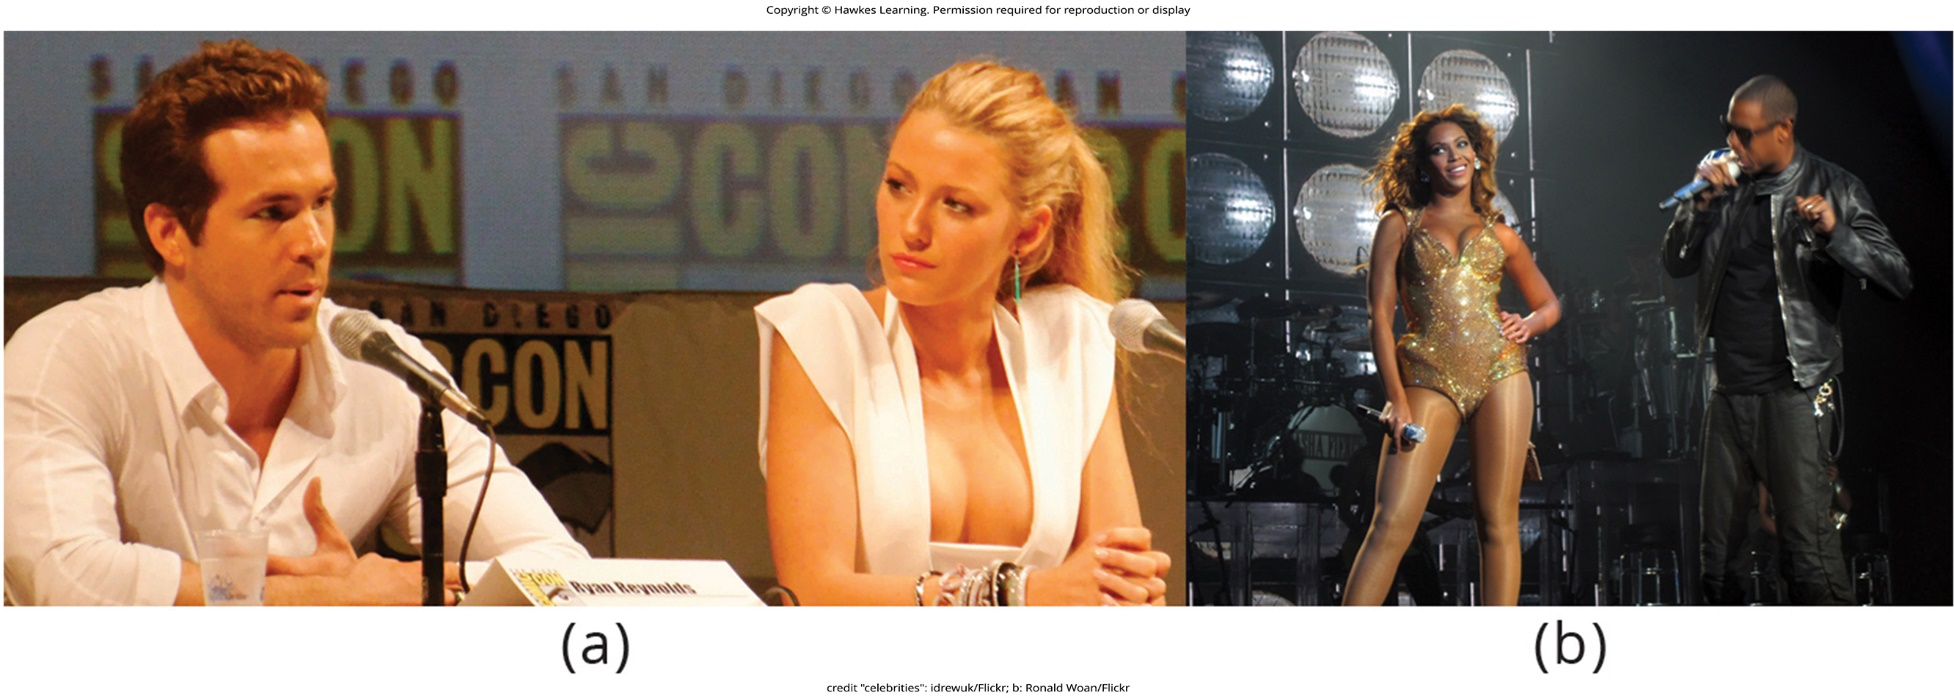 Copyright © Hawkes Learning. Permission required for reproduction or display
SAN DIEGO
CON
SAN DIEGO
COMIC CON
SAN DIEGO
CON
Ryan Reynolds
(a)
(b)
credit "celebrities": idrewuk/Flickr; b: Ronald Woan/Flickr